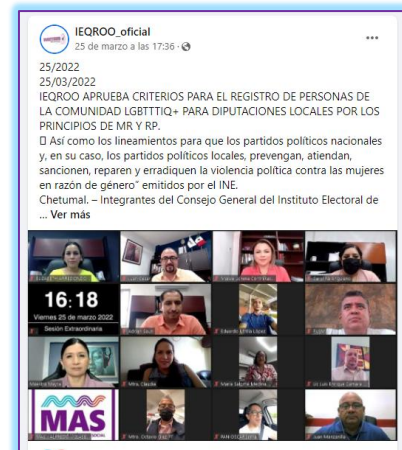 IEQROO_oficial
25 de marzo a las 17:36 ·
25/2022
25/03/2022
IEQROO APRUEBA CRITERIOS PARA EL REGISTRO DE PERSONAS DE
LA COMUNIDAD LGBTTTIQ+ PARA DIPUTACIONES LOCALES POR LOS
PRINCIPIOS DE MR Y RP.
Así como los lineamientos para que los partidos políticos nacionales
y, en su caso, los partidos políticos locales, prevengan, atiendan,
sancionen, reparen y erradiquen la violencia política contra las mujeres
en razón de género" emitidos por el INE.
Chetumal. – Integrantes del Consejo General del Instituto Electoral de
... Ver más
16:18
Viernes 25 de marzo 2022
Sesión Extraordinaria
Mtra. Claudia
MAS